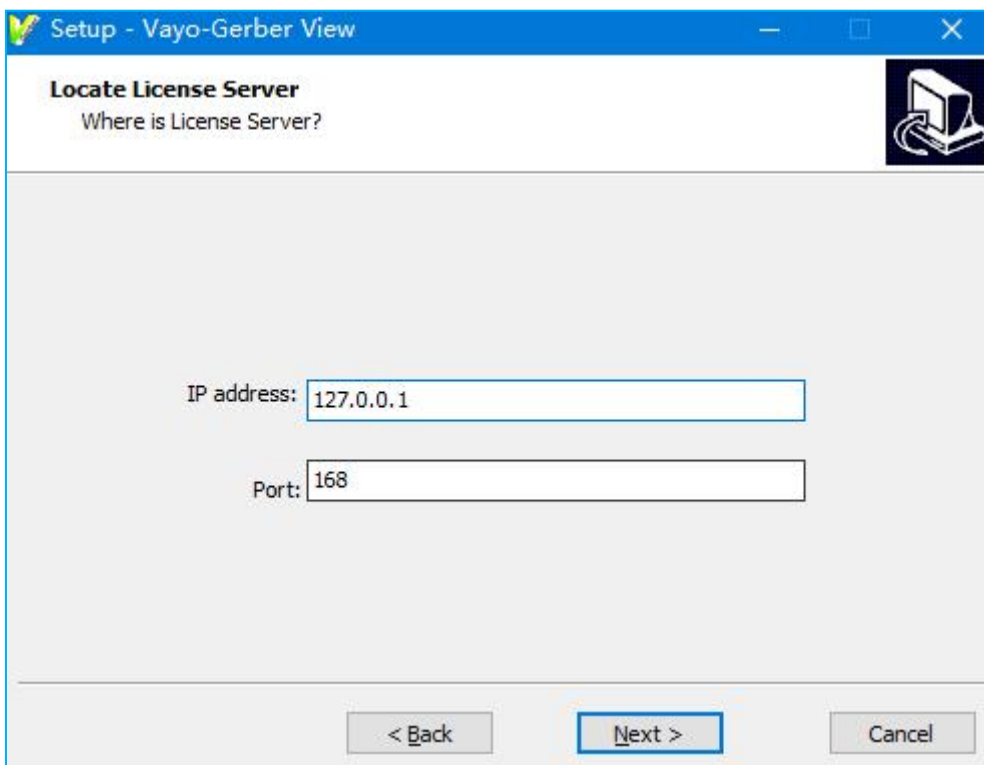 Setup - Vayo-Gerber View
Locate License Server
Where is License Server?
IP address: 127.0.0.1
Port: 168
< Back
Next >
Cancel